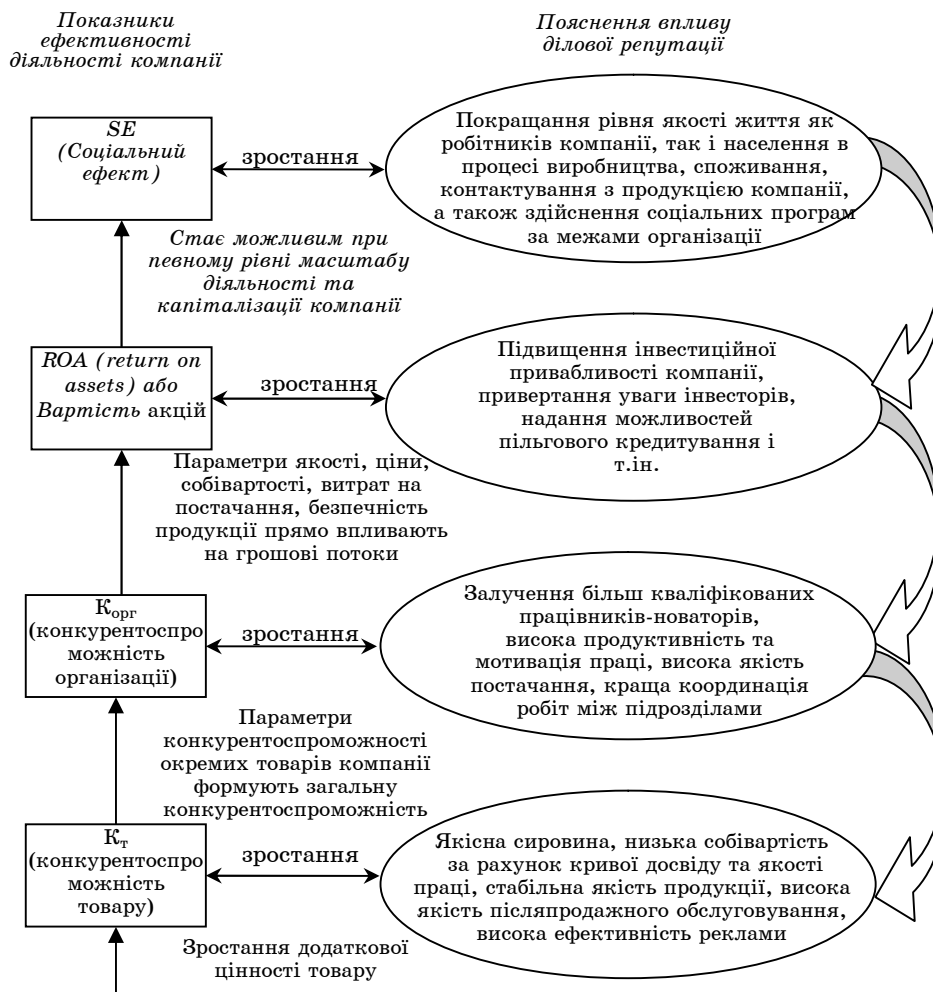 Показники
ефективності
діяльності компанії
Пояснення впливу
ділової репутації
SE
(Соціальний
ефект)
зростання
Покращання рівня якості життя як
робітників компанії, так і населення в
процесі виробництва, споживання,
контактування з продукцією компанії,
а також здійснення соціальних програм
за межами організації
Стає можливим при
певному рівні масштабу
діяльності та
капіталізації компанії
ROA (return on
assets) або
Вартість акцій
зростання
Підвищення інвестиційної
привабливості компанії,
привертання уваги інвесторів,
надання можливостей
пільгового кредитування і
т.ін.
Параметри якості, ціни,
собівартості, витрат на
постачання, безпечність
продукції прямо впливають
на грошові потоки
Korg
(конкурентоспро
можність
організації)
зростання
Залучення більш кваліфікованих
працівників-новаторів,
висока продуктивність та
мотивація праці, висока якість
постачання, краща координація
робіт між підрозділами
Параметри
конкурентоспроможності
окремих товарів компанії
формують загальну
конкурентоспроможність
Кт
(конкурентоспро
можність
товару)
зростання
Якісна сировина, низька собівартість
за рахунок кривої досвіду та якості
праці, стабільна якість продукції, висока
якість післяпродажного обслуговування,
висока ефективність реклами
Зростання додаткової
цінності товару